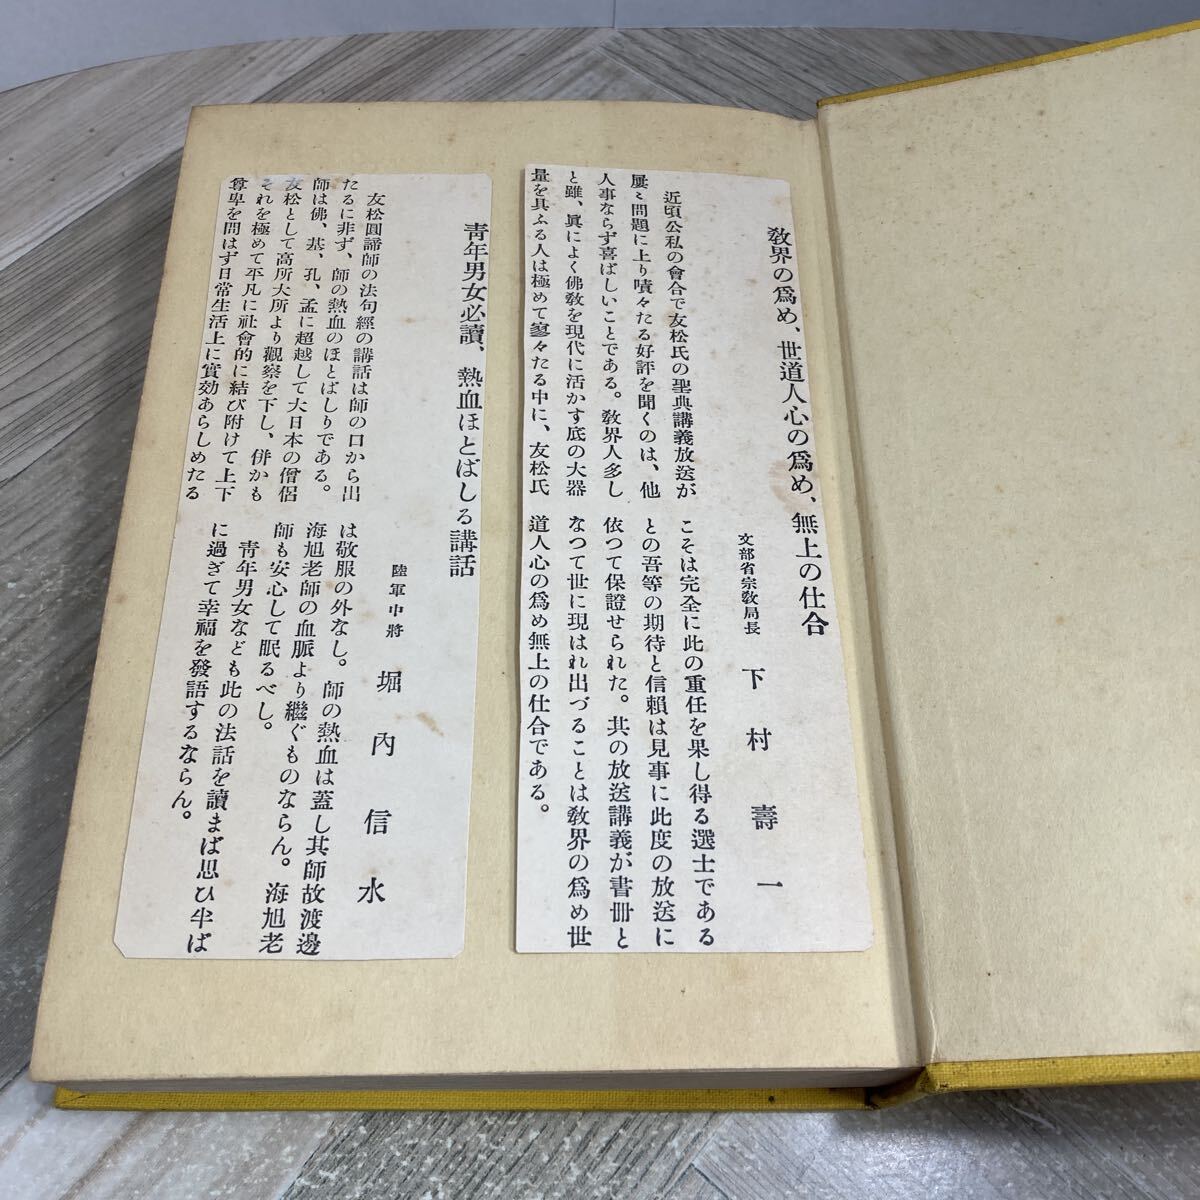 教界の爲め、世道人心の爲め、無上の仕合
文部省宗教局長　下村壽一
近頃公私の會合で友松氏の聖典講義放送が
屢々問題に上り嘖々たる好評を聞くのは、他
人事ならず喜ばしいことである。教界人多し
と雖、眞によく佛教を現代に活かす底の大器
量を具ふる人は極めて寥々たる中に、友松氏
こそは完全に此の重任を果し得る選士である
との吾等の期待と信賴は見事に此度の放送に
依つて保證せられた。其の放送講義が書冊と
なつて世に現はれ出づることは教界の爲め世
道人心の爲め無上の仕合である。
靑年男女必讀、熱血ほとばしる講話
陸軍中將　堀內信水
友松圓諦師の法句經の講話は師の口から出
たるに非ず、師の熱血のほとばしりである。
師は佛、基、孔、孟に超越して大日本の僧侶
友松として高所大所より觀察を下し、併かも
それを極めて平凡に社會的に結び附けて上下
尊卑を問はず日常生活上に實効あらしめたる
は敬服の外なし。師の熱血は蓋し其師故渡邊
海旭老師の血脈より繼ぐものならん。海旭老
師も安心して眠るべし。
靑年男女なども此の法話を讀まば思ひ半ば
に過ぎて幸福を發語するならん。